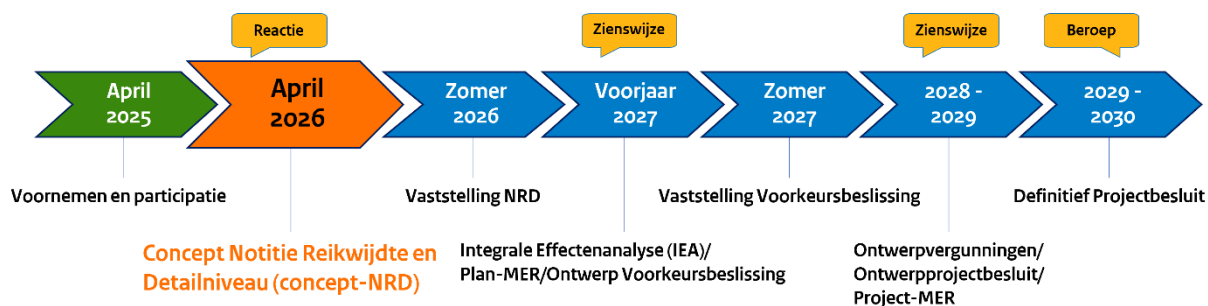 Reactie
Zienswijze
Zienswijze
Beroep
April
2025
April
2026
Zomer
2026
Voorjaar
2027
Zomer
2027
2028 -
2029
2029 -
2030
Voornemen en participatie
Vaststelling NRD
Vaststelling Voorkeursbeslissing
Definitief Projectbesluit
Concept Notitie Reikwijdte en
Detailniveau (concept-NRD)
Integrale Effectenanalyse (IEA)/
Plan-MER/Ontwerp Voorkeursbeslissing
Ontwerpvergunningen/
Ontwerpprojectbesluit/
Project-MER